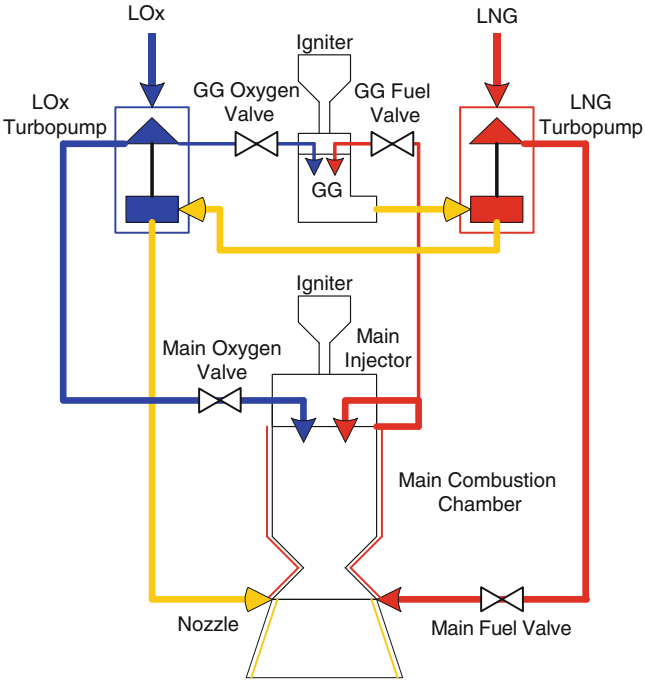 LOx
LNG
Igniter
GG Oxygen
Valve
GG Fuel
Valve
LOx
Turbopump
LNG
Turbopump
GG
Igniter
Main Oxygen
Valve
Main
Injector
Main Combustion
Chamber
Nozzle
Main Fuel Valve